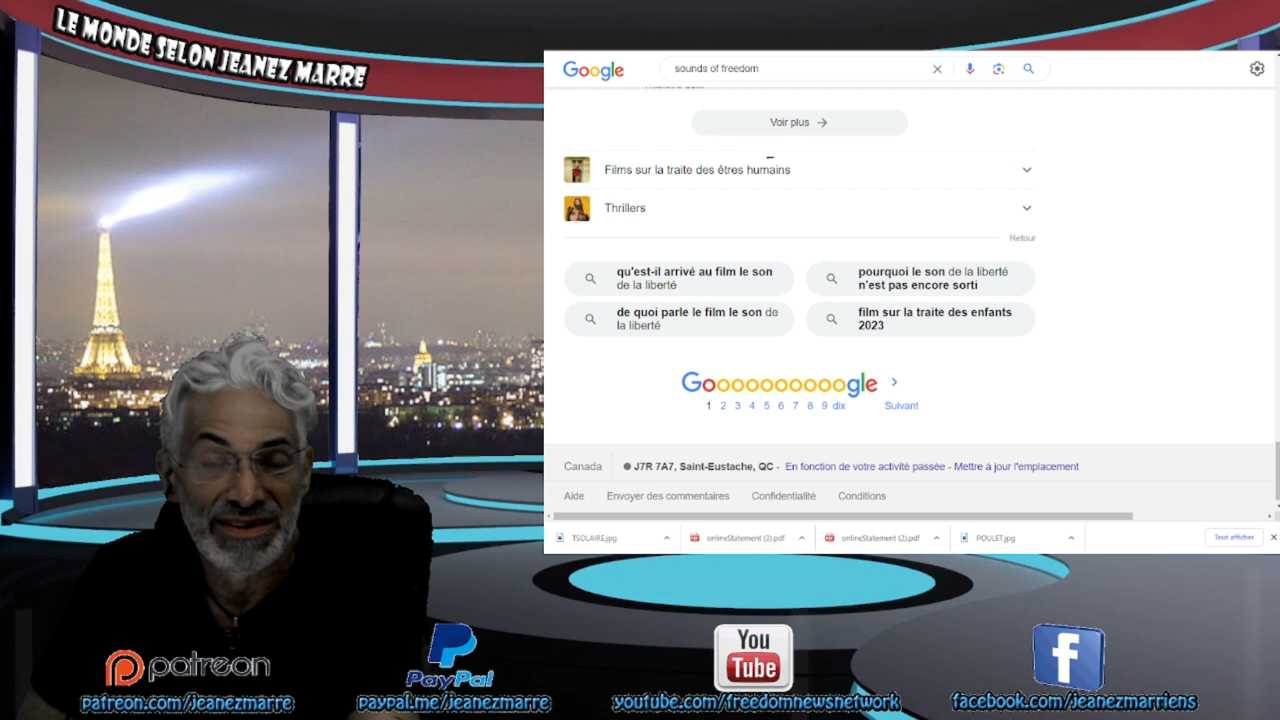 LE MONDE SELON JEANEZ MARRE
Google
sounds of freedom
Voir plus →
Films sur la traite des êtres humains
Thrillers
Retour
qu'est-il arrivé au film le son
de la liberté
pourquoi le son de la liberté
n'est pas encore sorti
de quoi parle le film le son de
la liberté
film sur la traite des enfants
2023
Goooooooooogle
1 2 3 4 5 6 7 8 9 dix Suivant
Canada
J7R 7A7, Saint-Eustache, QC - En fonction de votre activité passée - Mettre à jour l'emplacement
Aide Envoyer des commentaires Confidentialité Conditions
TSOLAIRE.jpg onlineStatement (3).pdf onlineStatement (2).pdf POULET.jpg Tout afficher
patreon
PayPal
You
Tube
f
patreon.com/jeanezmarre
paypal.me/jeanezmarre
youtube.com/freedomnewsnetwork
facebook.com/jeanezmarriens